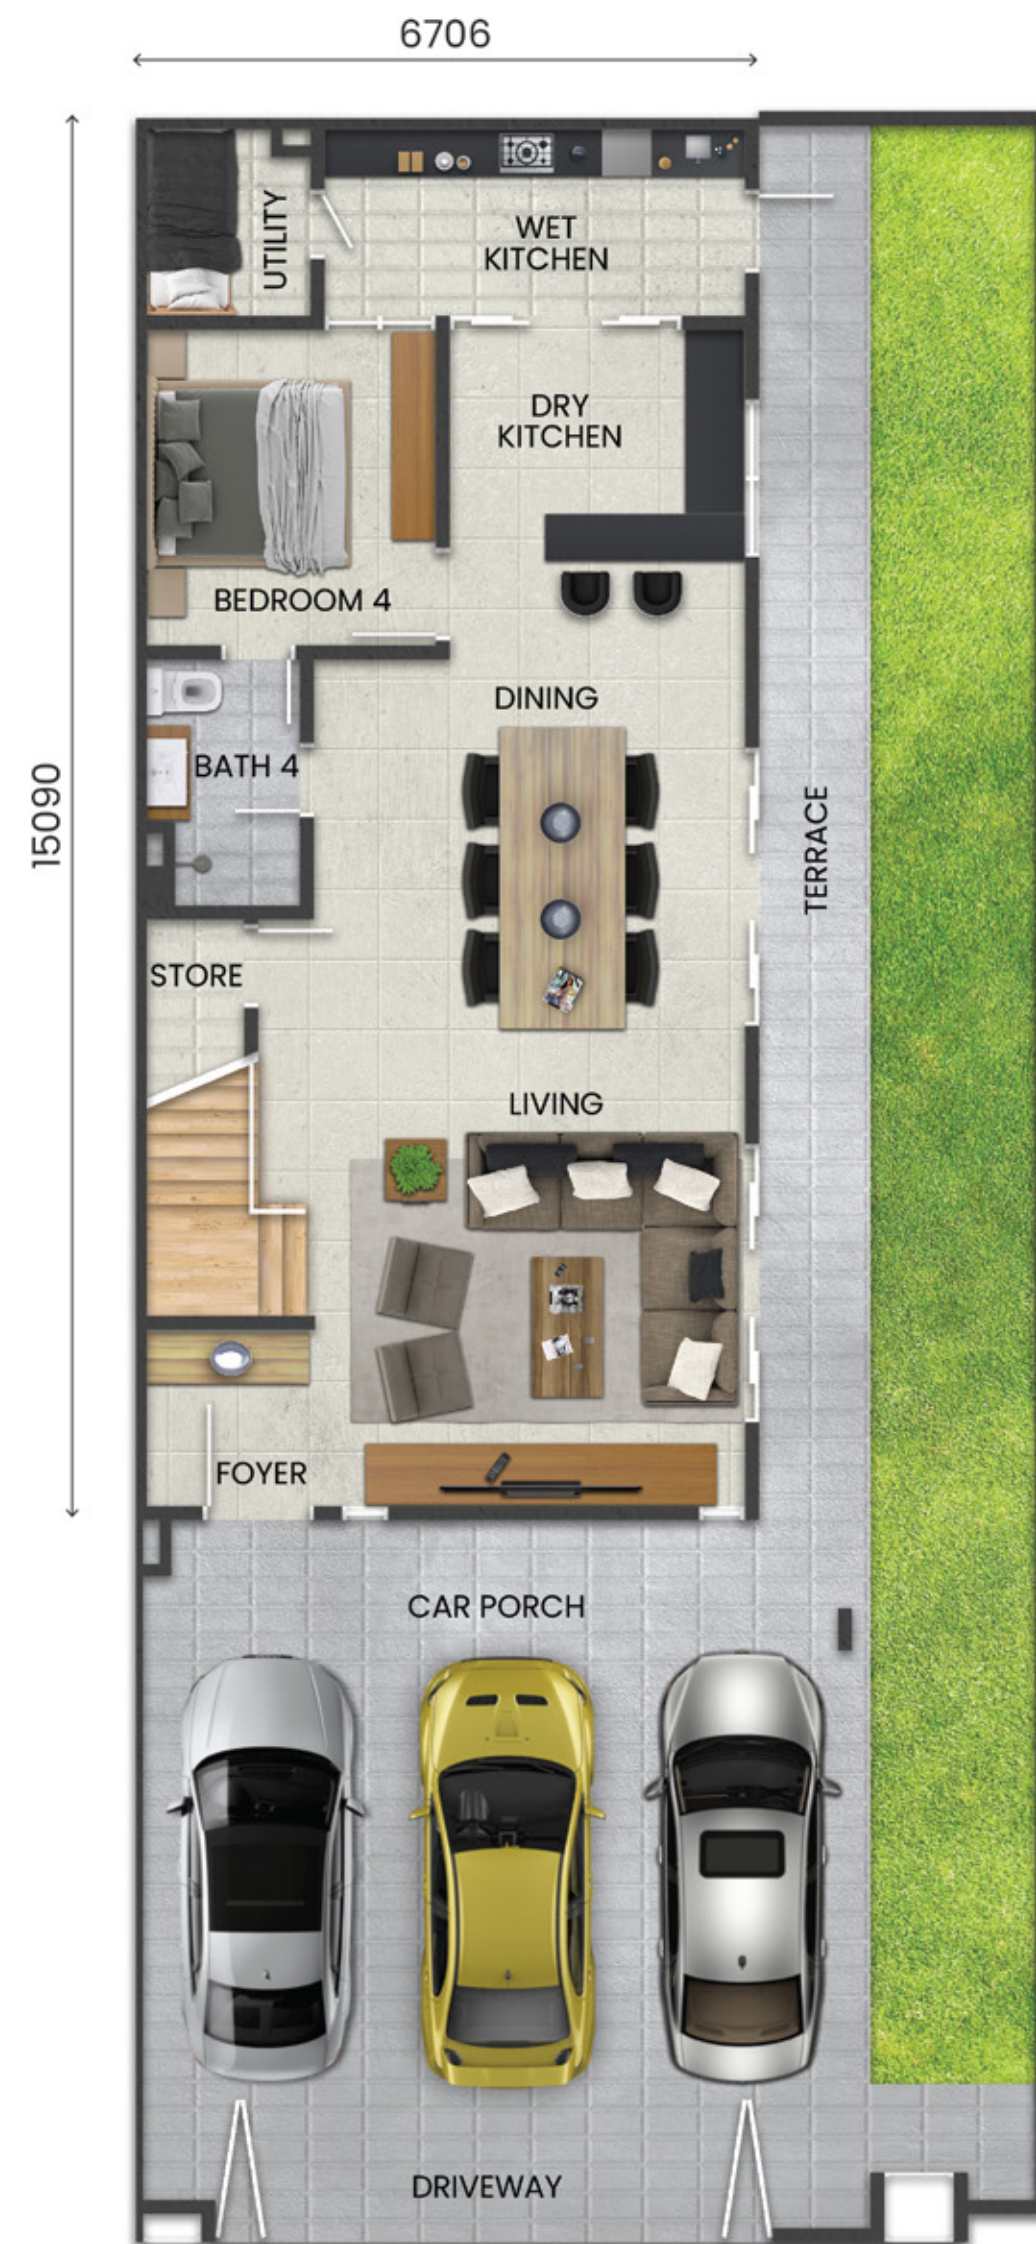 6706
UTILITY
WET
KITCHEN
DRY
KITCHEN
BEDROOM 4
DINING
BATH 4
15090
TERRACE
STORE
LIVING
FOYER
CAR PORCH
DRIVEWAY